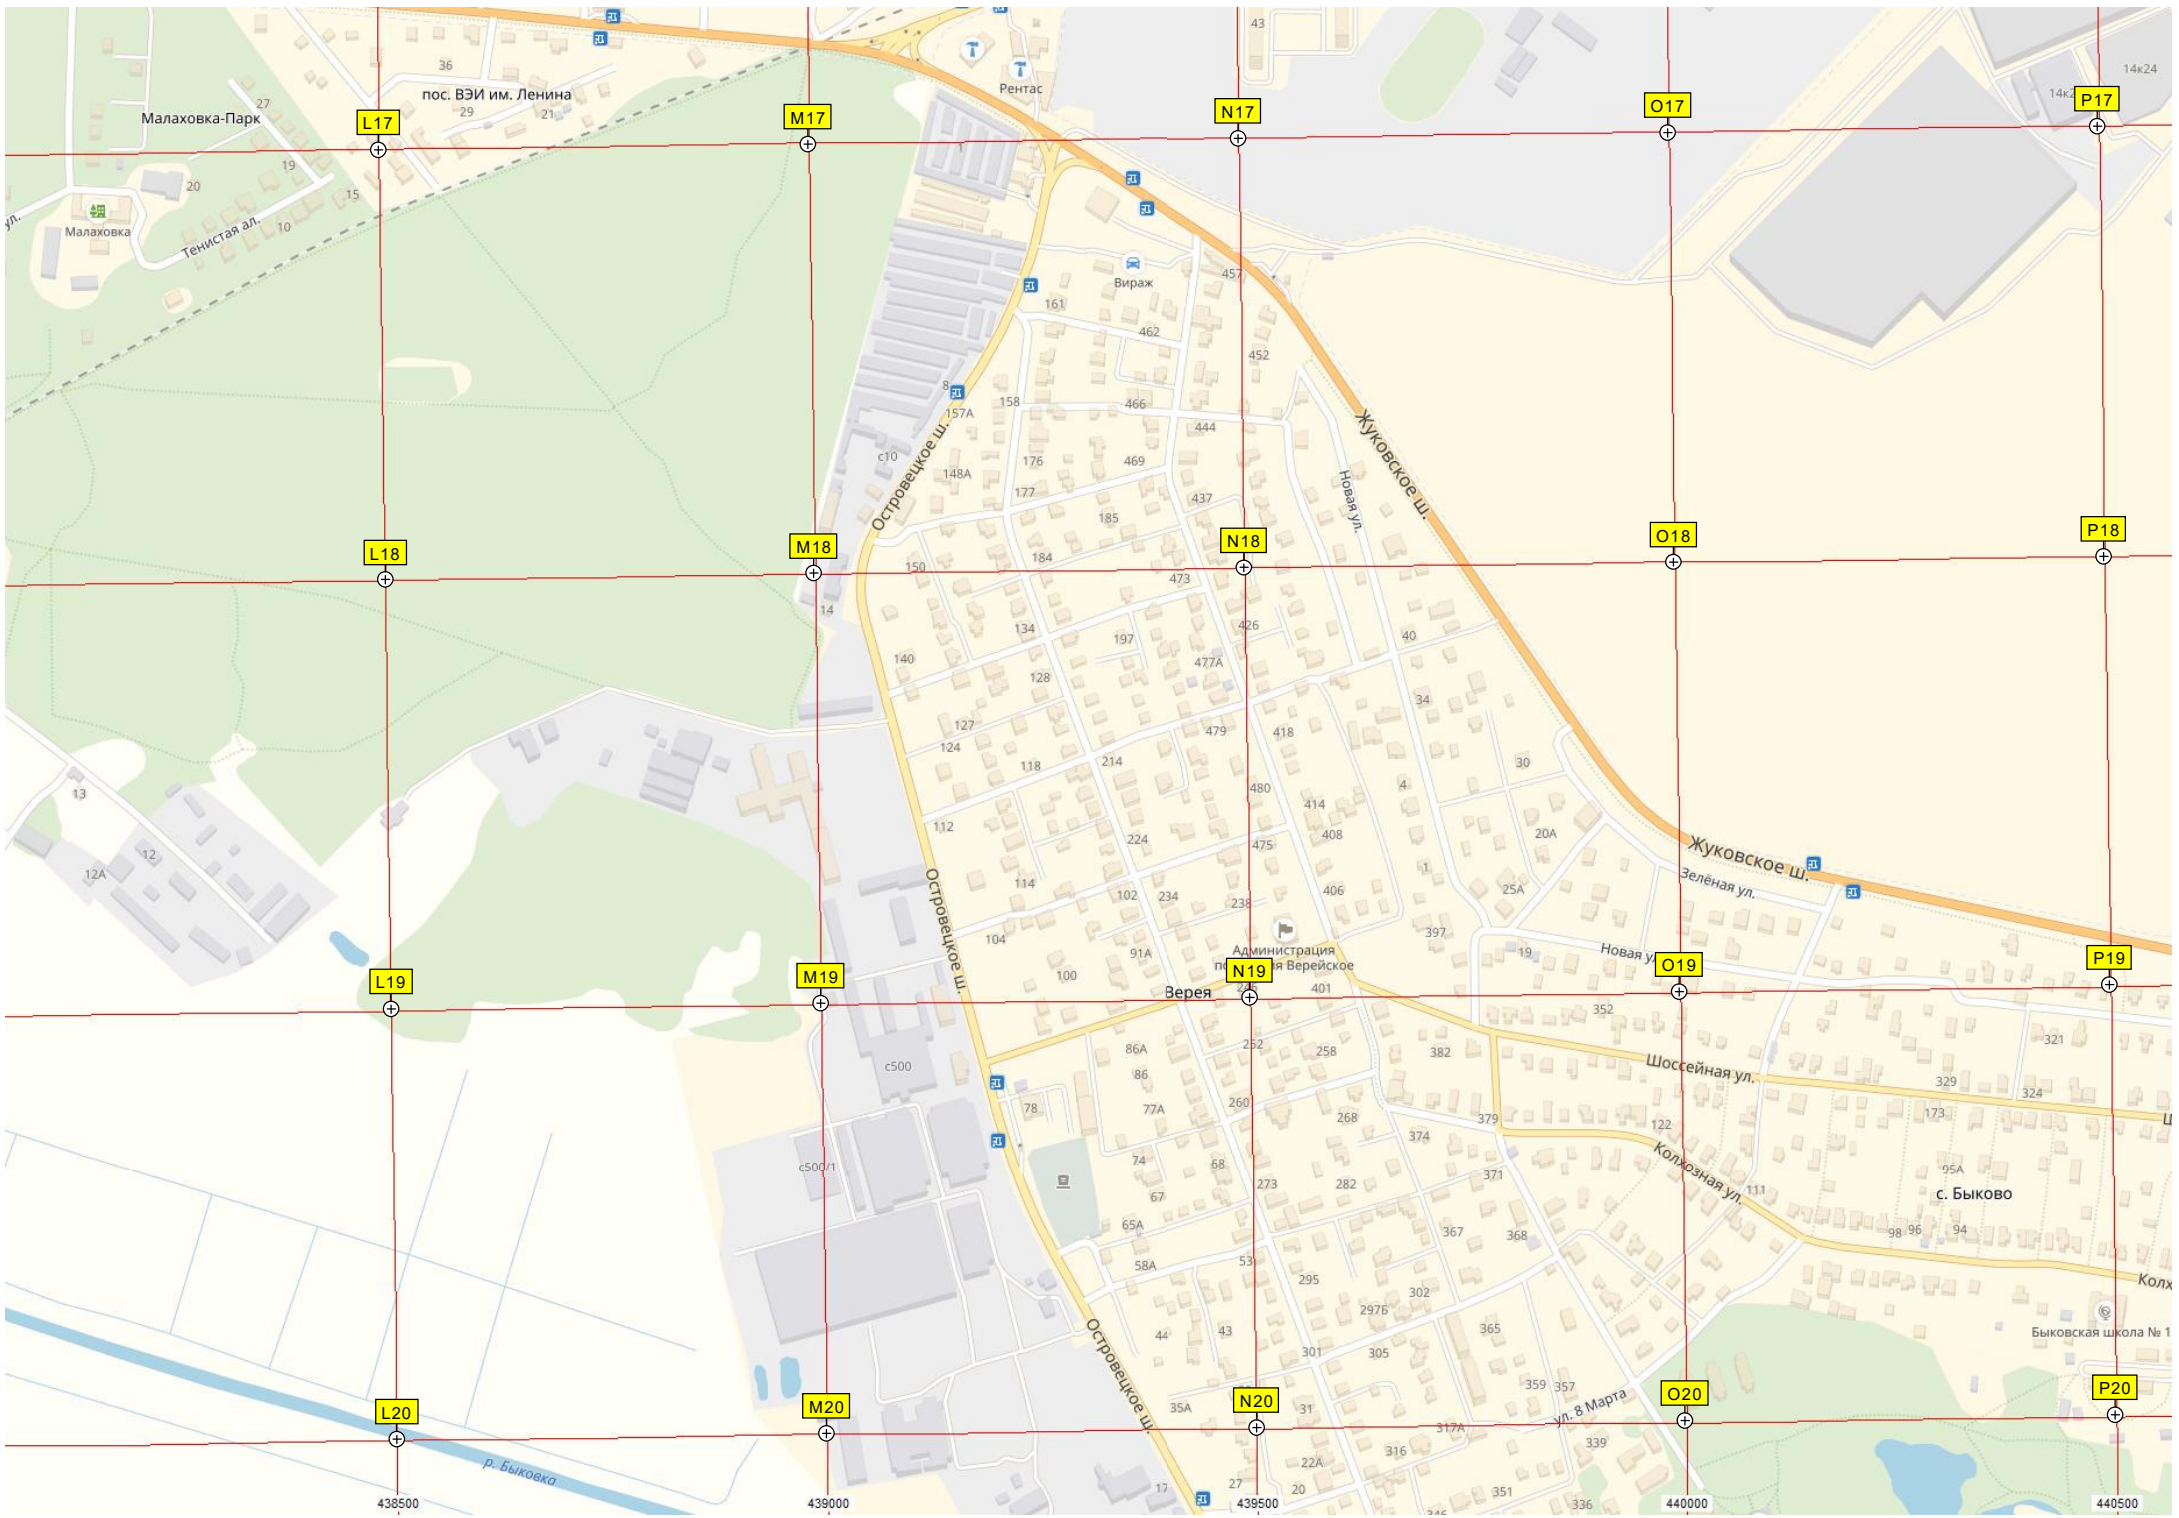 43
14к24
36
пос. ВЭИ им. Ленина
Рентас
P17
27
29
21
O17
N17
M17
L17
Малаховка-Парк
1
19
20
15
ул.
Малаховка
Тенистая ал.
10
457
Вираж
161
462
452
8
157А
158
466
444
с10
148А
176
469
177
437
185
Островецкое ш.
Новая ул.
Жуковское ш.
P18
O18
N18
M18
L18
150
184
473
14
134
197
426
40
140
477А
128
34
127
124
479
418
118
214
30
13
480
4
414
112
20А
408
12
224
475
Жуковское ш.
12А
1
Зелёная ул.
114
25А
102
234
406
238
Островецкое ш.
104
397
Администрация
19
Новая у
91А
P19
O19
N19
M19
L19
100
401
Верея
352
252
258
382
86А
321
с500
86
Шоссейная ул.
329
324
78
77А
260
173
268
379
122
374
Колхозная ул.
с500/1
74
68
371
95А
67
273
282
111
с. Быково
65А
367
368
98
96
94
58А
53
295
302
297Б
Колх
44
43
365
Быковская школа № 1
301
305
Островецкое ш.
359
357
ул. 8 Марта
35А
31
P20
O20
N20
M20
L20
317А
316
339
р. Быковка
22А
17
27
20
351
336
346
438500
439000
439500
440000
440500